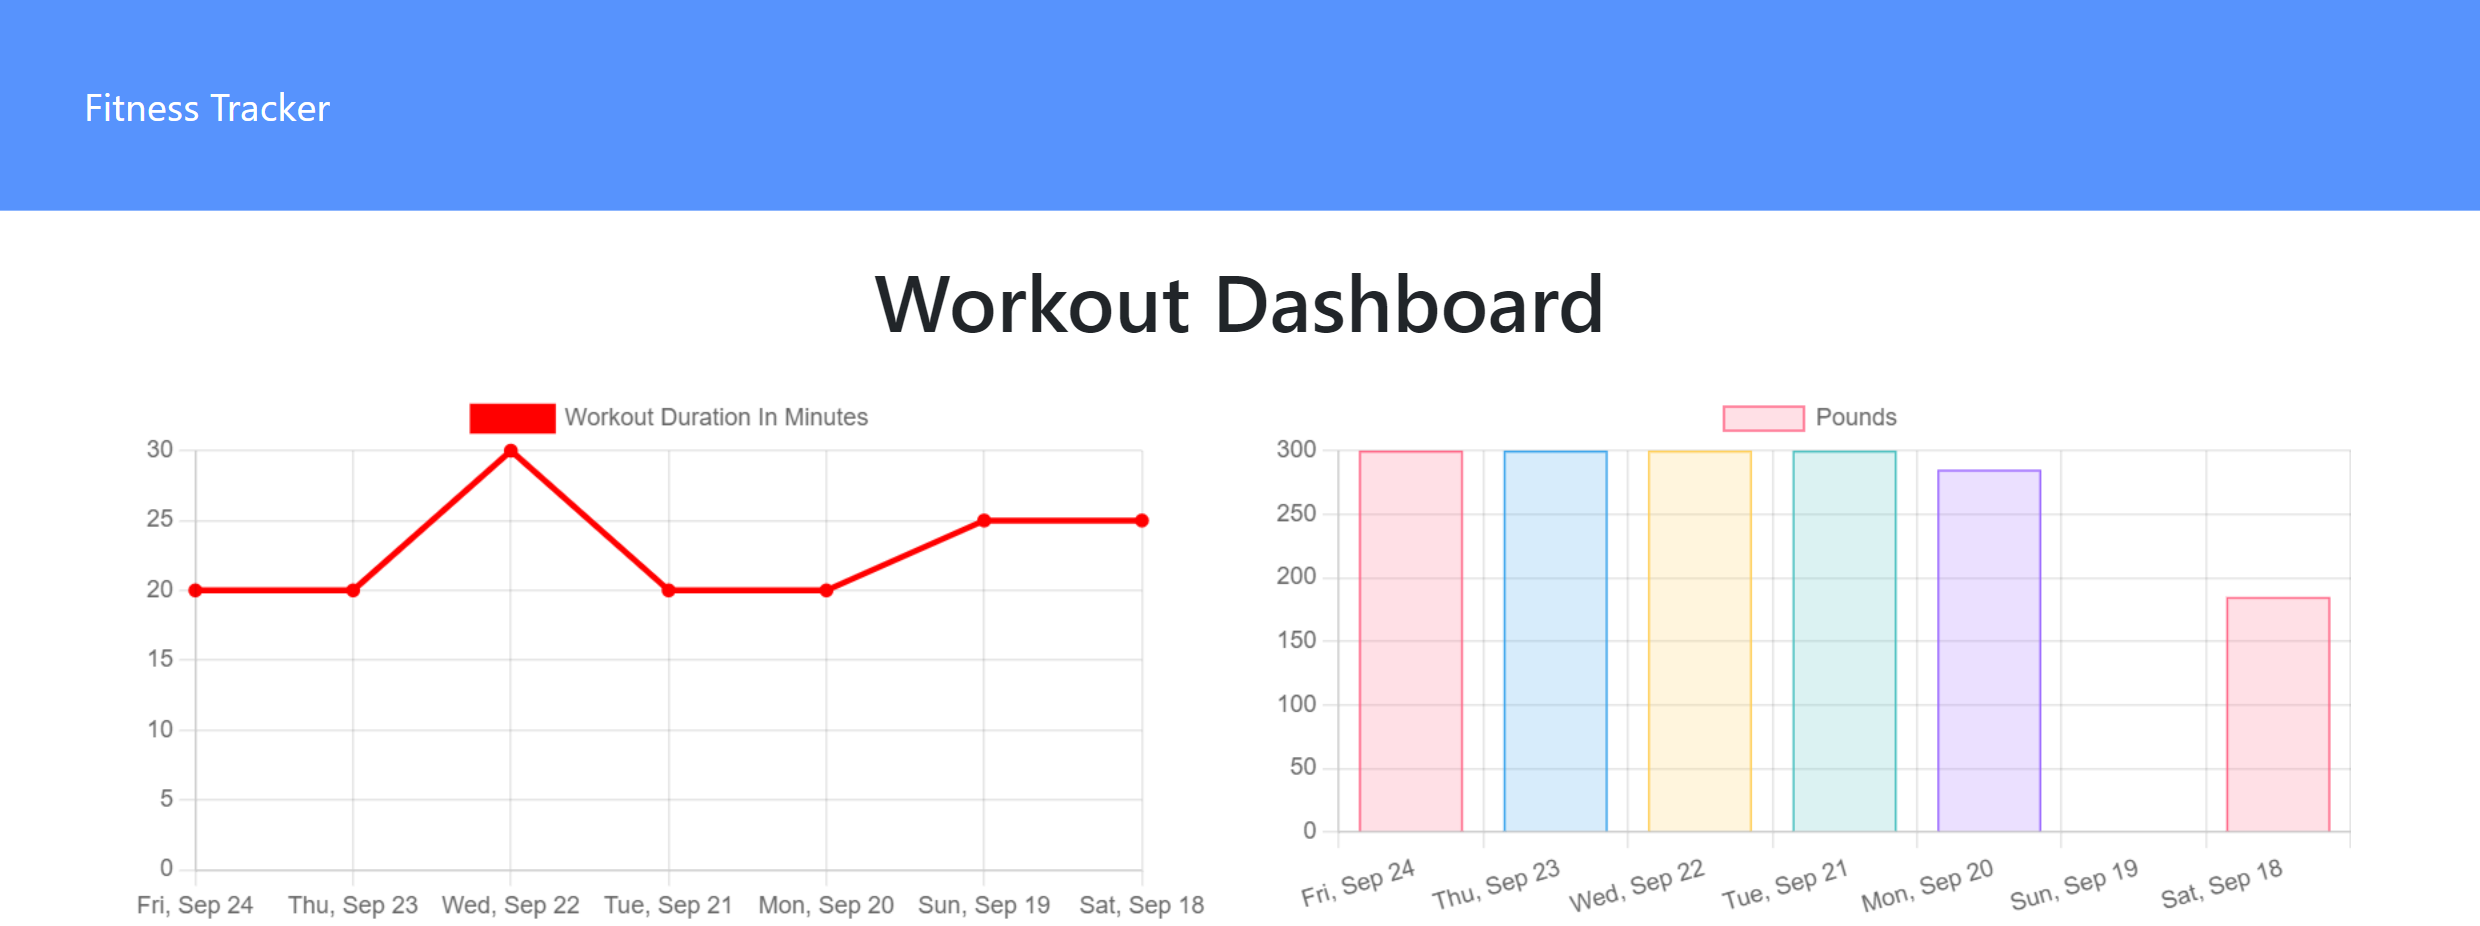 Fitness Tracker
Workout Dashboard
Workout Duration In Minutes
30
25
20
15
10
5
0
Fri, Sep 24 Thu, Sep 23 Wed, Sep 22 Tue, Sep 21 Mon, Sep 20 Sun, Sep 19 Sat, Sep 18
Pounds
300
250
200
150
100
50
0
Fri, Sep 24 Thu, Sep 23 Wed, Sep 22 Tue, Sep 21 Mon, Sep 20 Sun, Sep 19 Sat, Sep 18